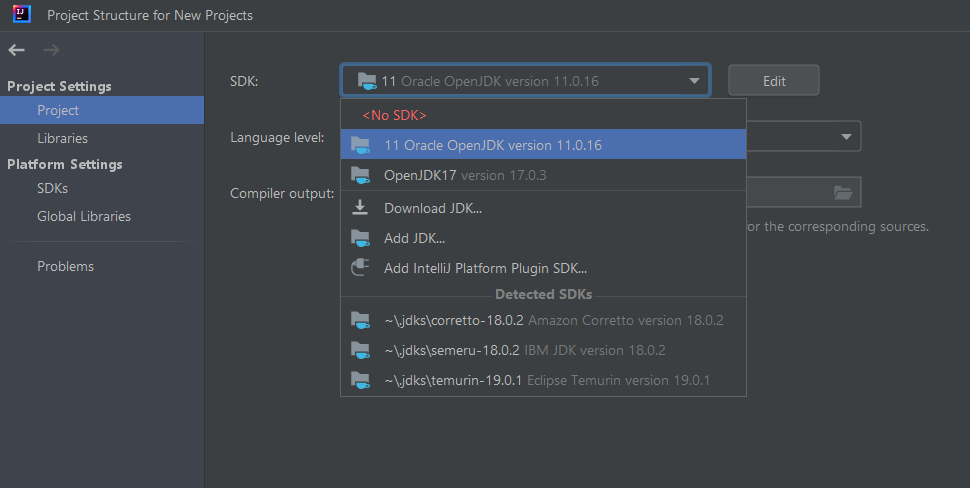 IJ
Project Structure for New Projects
Project Settings
Project
Libraries
Platform Settings
SDKs
Global Libraries
Problems
SDK:
11 Oracle OpenJDK version 11.0.16
Edit
<No SDK>
Language level:
11 Oracle OpenJDK version 11.0.16
OpenJDK17 version 17.0.3
Compiler output:
Download JDK...
for the corresponding sources.
Add JDK...
Add IntelliJ Platform Plugin SDK...
Detected SDKs
~\.jdks\corretto-18.0.2 Amazon Corretto version 18.0.2
~\.jdks\semeru-18.0.2 IBM JDK version 18.0.2
~\.jdks\temurin-19.0.1 Eclipse Temurin version 19.0.1